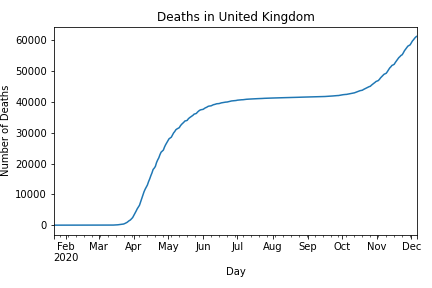 Deaths in United Kingdom
Number of Deaths
60000
50000
40000
30000
20000
10000
0
Feb Mar Apr May Jun Jul Aug Sep Oct Nov Dec
2020
Day